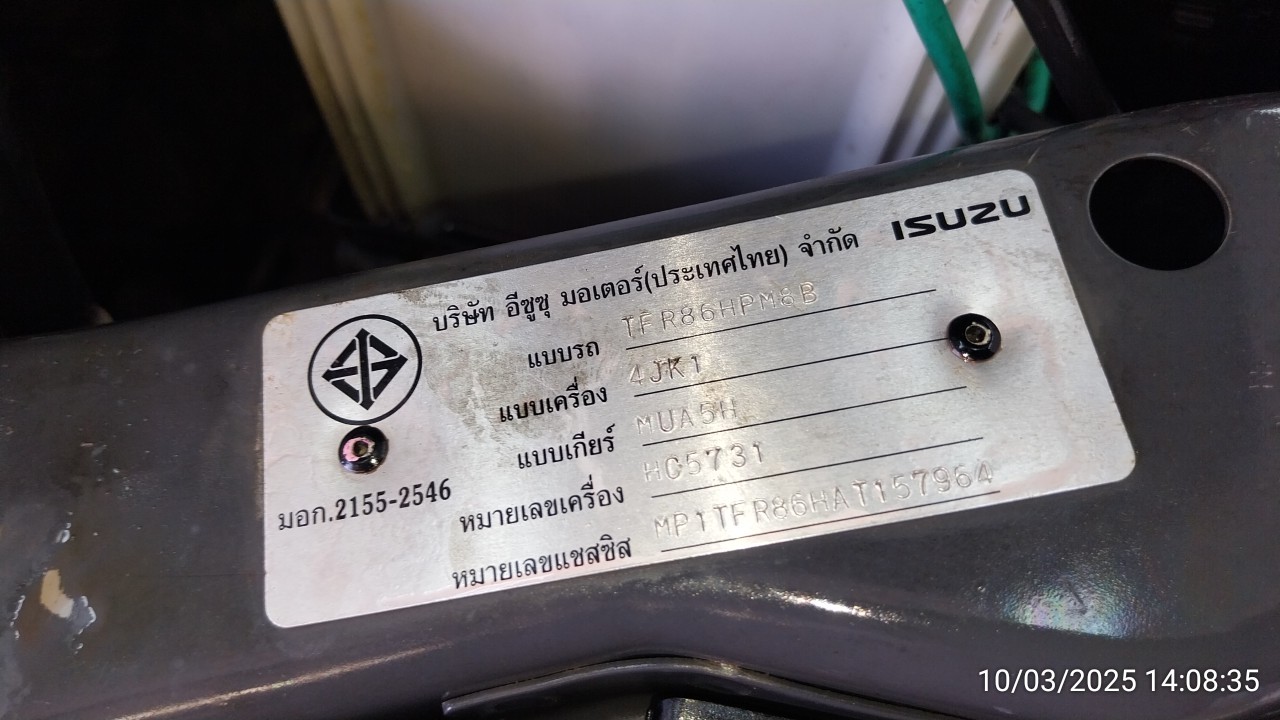 ISUZU
บริษัท อีซูซุ มอเตอร์(ประเทศไทย) จำกัด
แบบรถ TFR86HPM6B
แบบเครื่อง 4JK1
แบบเกียร์ MUA5H
หมายเลขเครื่อง HG5731
หมายเลขแชสซิส MP1TFR86HAT157964
มอก.2155-2546
10/03/2025 14:08:35